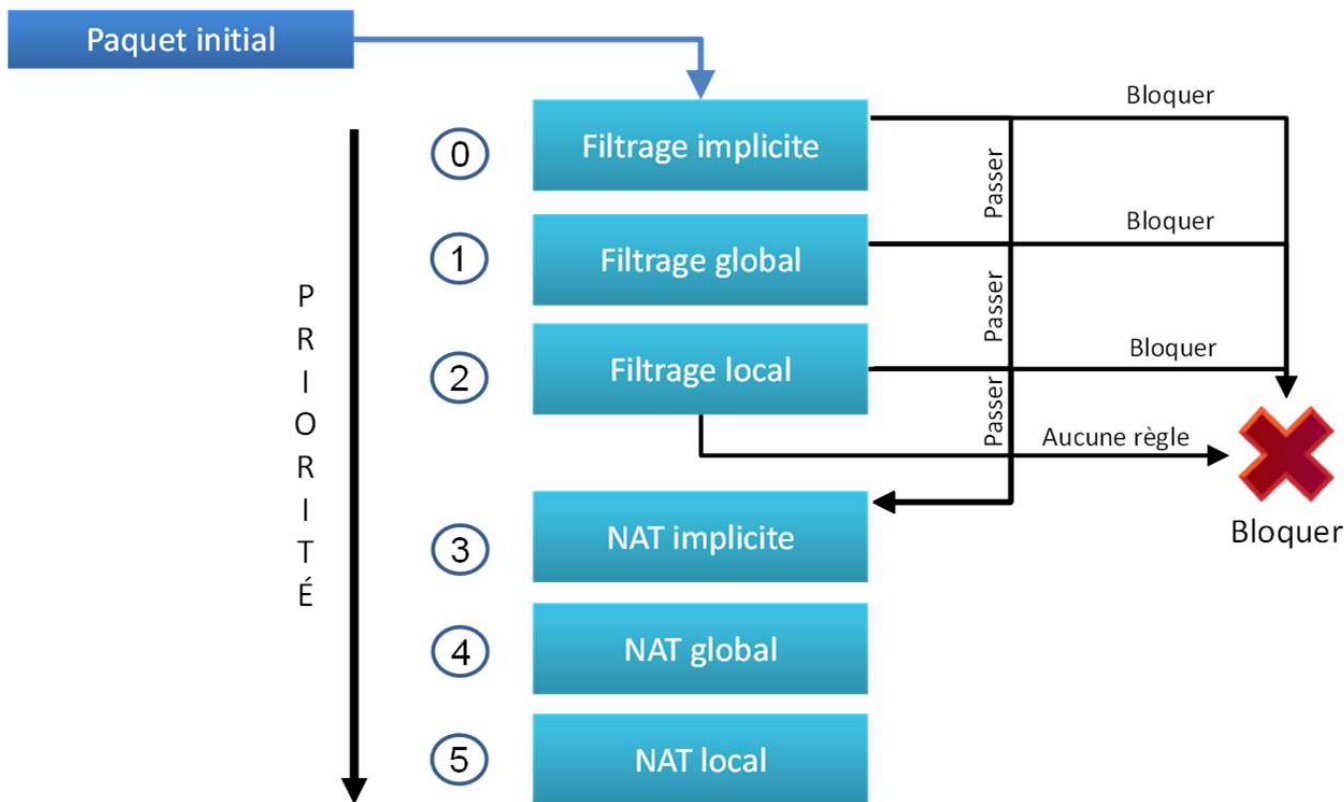 Paquet initial
0
Filtrage implicite
Bloquer
Passer
1
Filtrage global
Bloquer
Passer
2
Filtrage local
Bloquer
Passer
Aucune règle
Bloquer
3
NAT implicite
4
NAT global
5
NAT local
PRIORITÉ